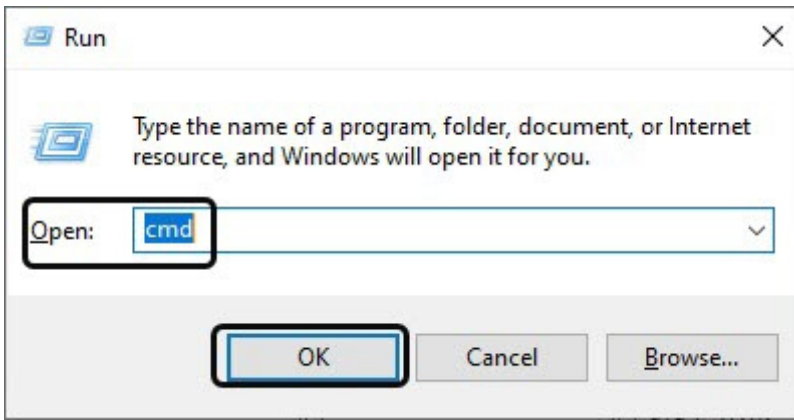 Run
Type the name of a program, folder, document, or Internet
resource, and Windows will open it for you.
Open: cmd
OK Cancel Browse...